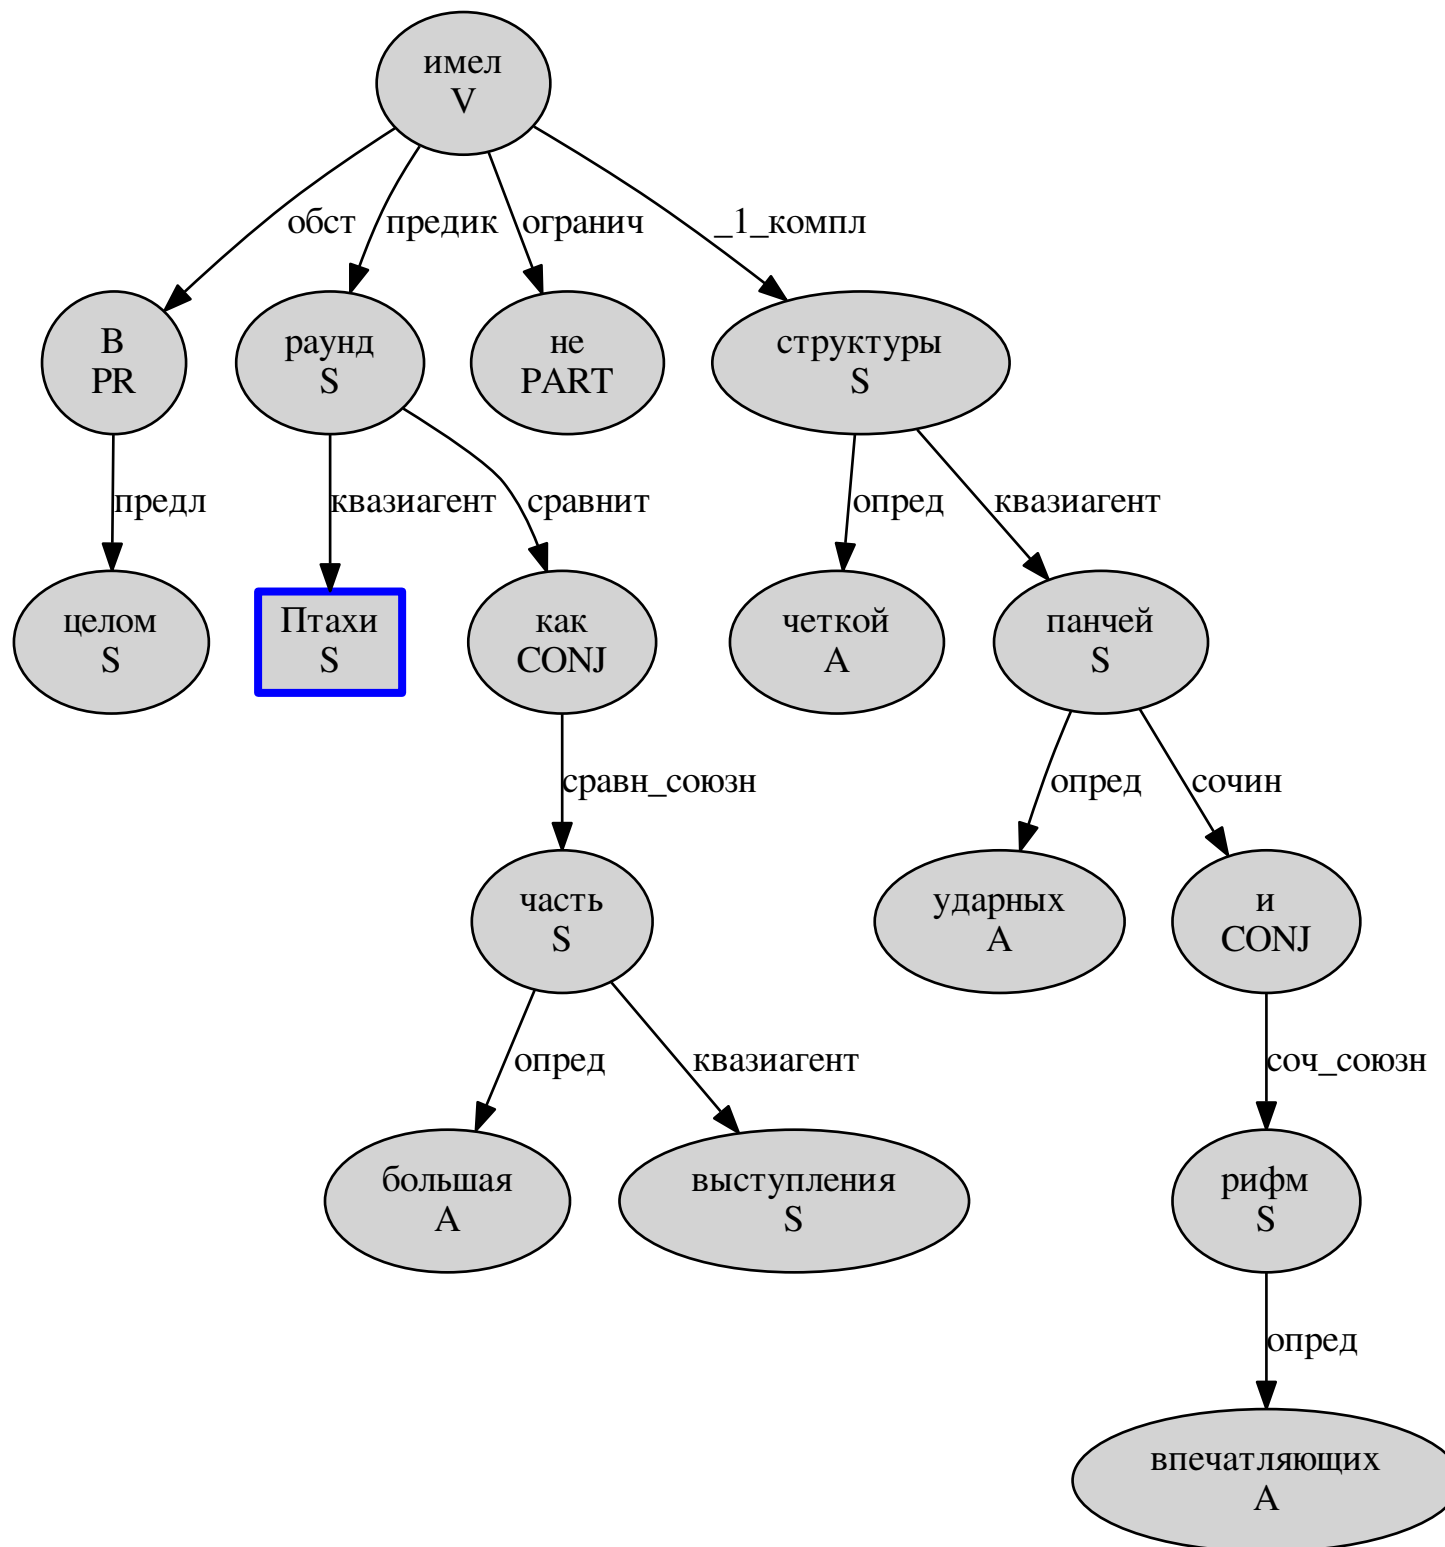 имел
V
обст
предик
огранич
_1_компл
В
PR
раунд
S
не
PART
структуры
S
предл
квазиагент
сравнит
опред
квазиагент
целом
S
Птахи
S
как
CONJ
четкой
A
панчей
S
сравн_союзн
опред
сочин
часть
S
ударных
A
и
CONJ
опред
квазиагент
соч_союзн
большая
A
выступления
S
рифм
S
опред
впечатляющих
A